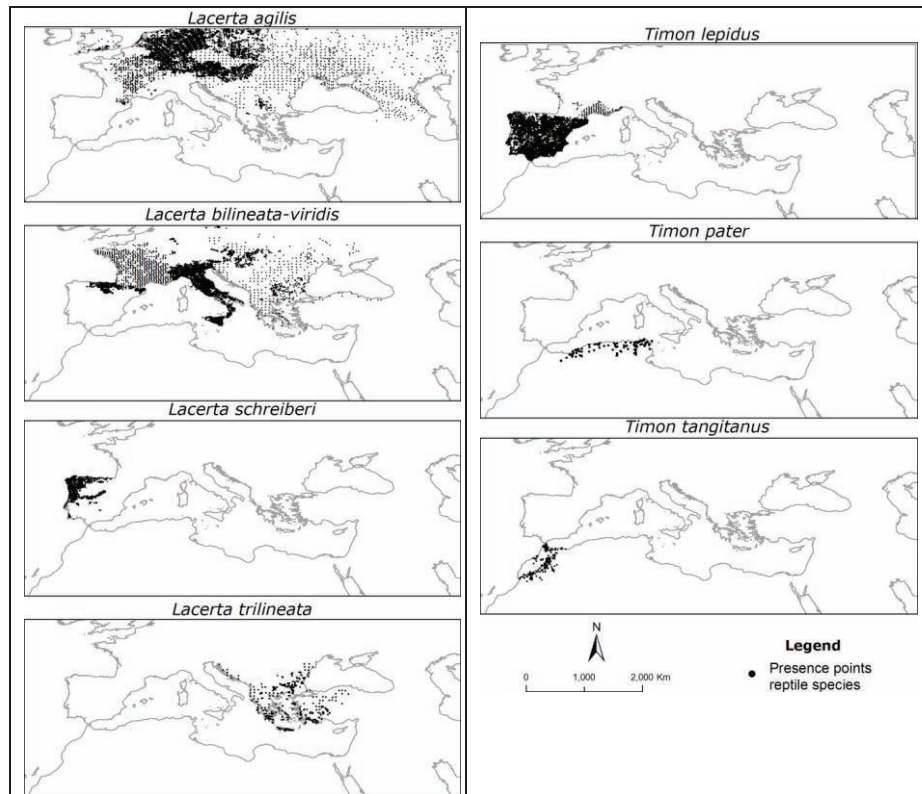 Lacerta agilis
Lacerta bilineata-viridis
Lacerta schreiberi
Lacerta trilineata
Timon lepidus
Timon pater
Timon tangitanus
N
0 1,000 2,000 Km
Legend
Presence points
reptile species